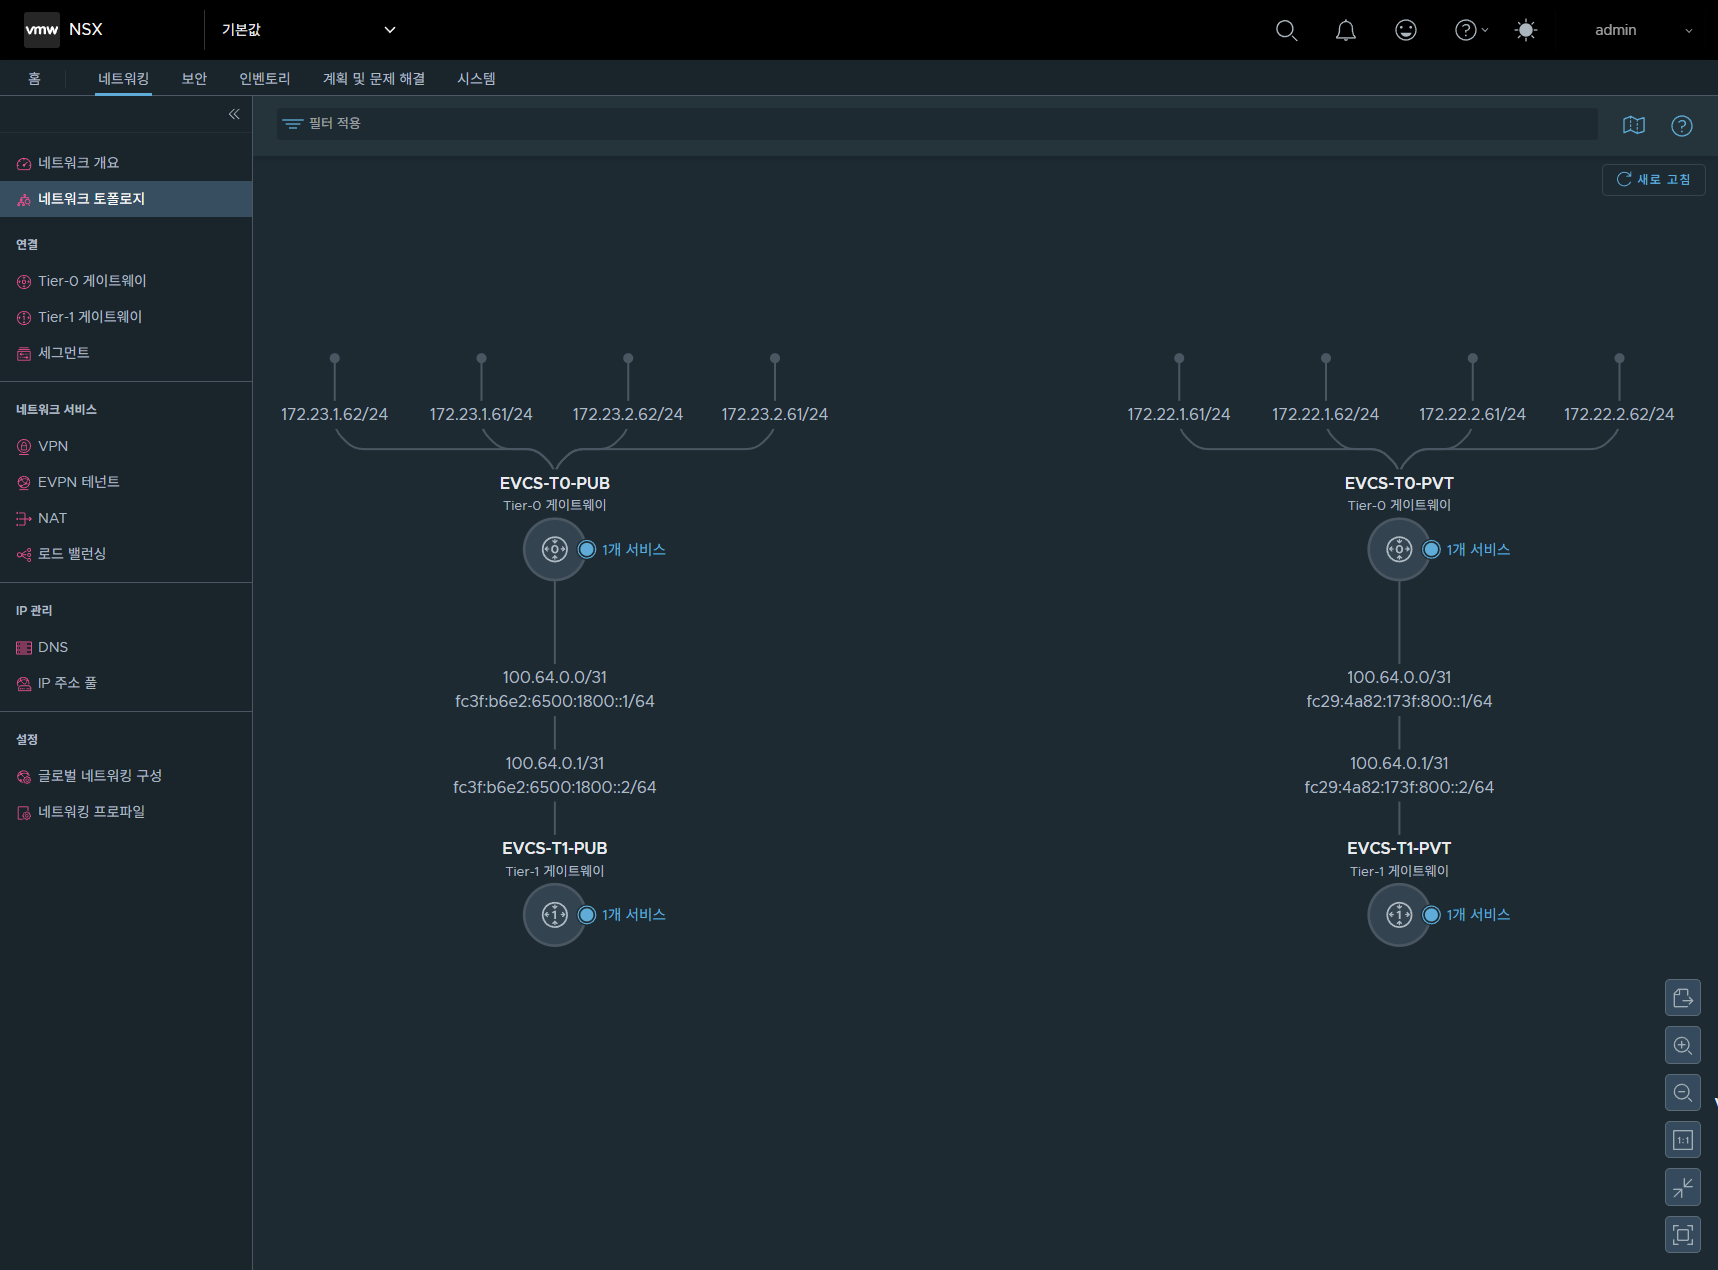 vmw NSX
기본값
admin
홈
네트워킹
보안
인벤토리
계획 및 문제 해결
시스템
네트워크 개요
네트워크 토폴로지
연결
Tier-0 게이트웨이
Tier-1 게이트웨이
세그먼트
네트워크 서비스
VPN
EVPN 테넌트
NAT
로드 밸런싱
IP 관리
DNS
IP 주소 풀
설정
글로벌 네트워킹 구성
네트워킹 프로파일
필터 적용
새로 고침
172.23.1.62/24
172.23.1.61/24
172.23.2.62/24
172.23.2.61/24
EVCS-T0-PUB
Tier-0 게이트웨이
1개 서비스
100.64.0.0/31
fc3f:b6e2:6500:1800::1/64
100.64.0.1/31
fc3f:b6e2:6500:1800::2/64
EVCS-T1-PUB
Tier-1 게이트웨이
1개 서비스
172.22.1.61/24
172.22.1.62/24
172.22.2.61/24
172.22.2.62/24
EVCS-T0-PVT
Tier-0 게이트웨이
1개 서비스
100.64.0.0/31
fc29:4a82:173f:800::1/64
100.64.0.1/31
fc29:4a82:173f:800::2/64
EVCS-T1-PVT
Tier-1 게이트웨이
1개 서비스
1:1